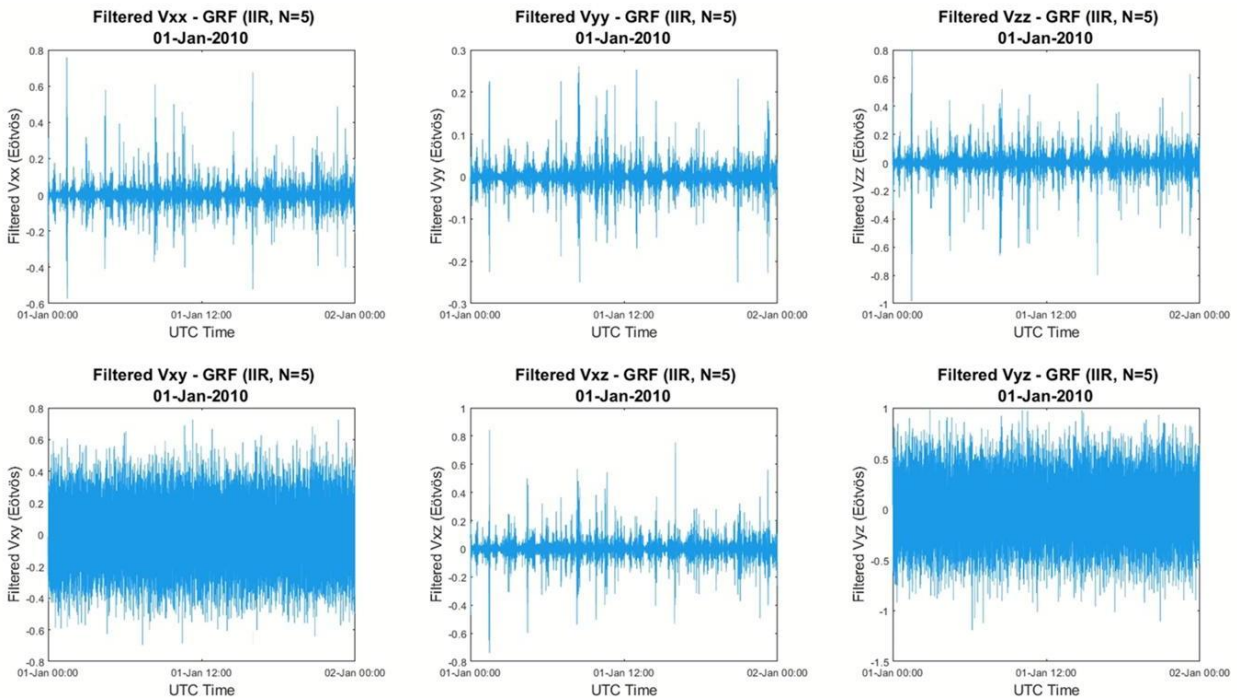 Filtered Vxx - GRF (IIR, N=5)
01-Jan-2010
Filtered Vxx (Eötvös)
0.8
0.6
0.4
0.2
0
-0.2
-0.4
-0.6
01-Jan 00:00
01-Jan 12:00
02-Jan 00:00
UTC Time
Filtered Vyy - GRF (IIR, N=5)
01-Jan-2010
Filtered Vyy (Eötvös)
0.3
0.2
0.1
0
-0.1
-0.2
-0.3
01-Jan 00:00
01-Jan 12:00
02-Jan 00:00
UTC Time
Filtered Vzz - GRF (IIR, N=5)
01-Jan-2010
Filtered Vzz (Eötvös)
0.8
0.6
0.4
0.2
0
-0.2
-0.4
-0.6
-0.8
-1
01-Jan 00:00
01-Jan 12:00
02-Jan 00:00
UTC Time
Filtered Vxy - GRF (IIR, N=5)
01-Jan-2010
Filtered Vxy (Eötvös)
0.8
0.6
0.4
0.2
0
-0.2
-0.4
-0.6
-0.8
01-Jan 00:00
01-Jan 12:00
02-Jan 00:00
UTC Time
Filtered Vxz - GRF (IIR, N=5)
01-Jan-2010
Filtered Vxz (Eötvös)
1
0.8
0.6
0.4
0.2
0
-0.2
-0.4
-0.6
-0.8
01-Jan 00:00
01-Jan 12:00
02-Jan 00:00
UTC Time
Filtered Vyz - GRF (IIR, N=5)
01-Jan-2010
Filtered Vyz (Eötvös)
1
0.5
0
-0.5
-1
-1.5
01-Jan 00:00
01-Jan 12:00
02-Jan 00:00
UTC Time